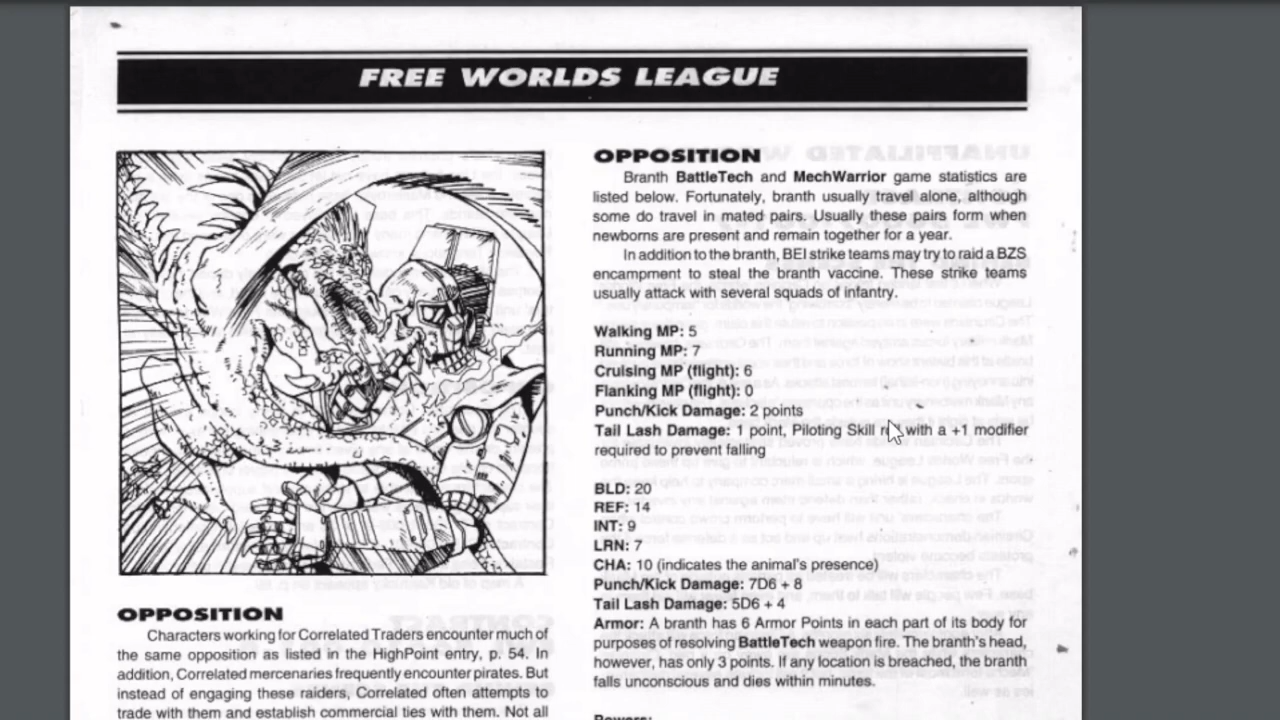 FREE WORLDS LEAGUE
OPPOSITION
Characters working for Correlated Traders encounter much of
the same opposition as listed in the HighPoint entry, p. 54. In
addition, Correlated mercenaries frequently encounter pirates. But
instead of engaging these raiders, Correlated often attempts to
trade with them and establish commercial ties with them. Not all
OPPOSITION
Branth BattleTech and MechWarrior game statistics are
listed below. Fortunately, branth usually travel alone, although
some do travel in mated pairs. Usually these pairs form when
newborns are present and remain together for a year.
In addition to the branth, BEI strike teams may try to raid a BZS
encampment to steal the branth vaccine. These strike teams
usually attack with several squads of infantry.
Walking MP: 5
Running MP: 7
Cruising MP (flight): 6
Flanking MP (flight): 0
Punch/Kick Damage: 2 points
Tail Lash Damage: 1 point, Piloting Skill with a +1 modifier
required to prevent falling
BLD: 20
REF: 14
INT: 9
LRN: 7
CHA: 10 (indicates the animal's presence)
Punch/Kick Damage: 7D6 + 8
Tail Lash Damage: 5D6 + 4
Armor: A branth has 6 Armor Points in each part of its body for
purposes of resolving BattleTech weapon fire. The branth's head,
however, has only 3 points. If any location is breached, the branth
falls unconscious and dies within minutes.
Powers: